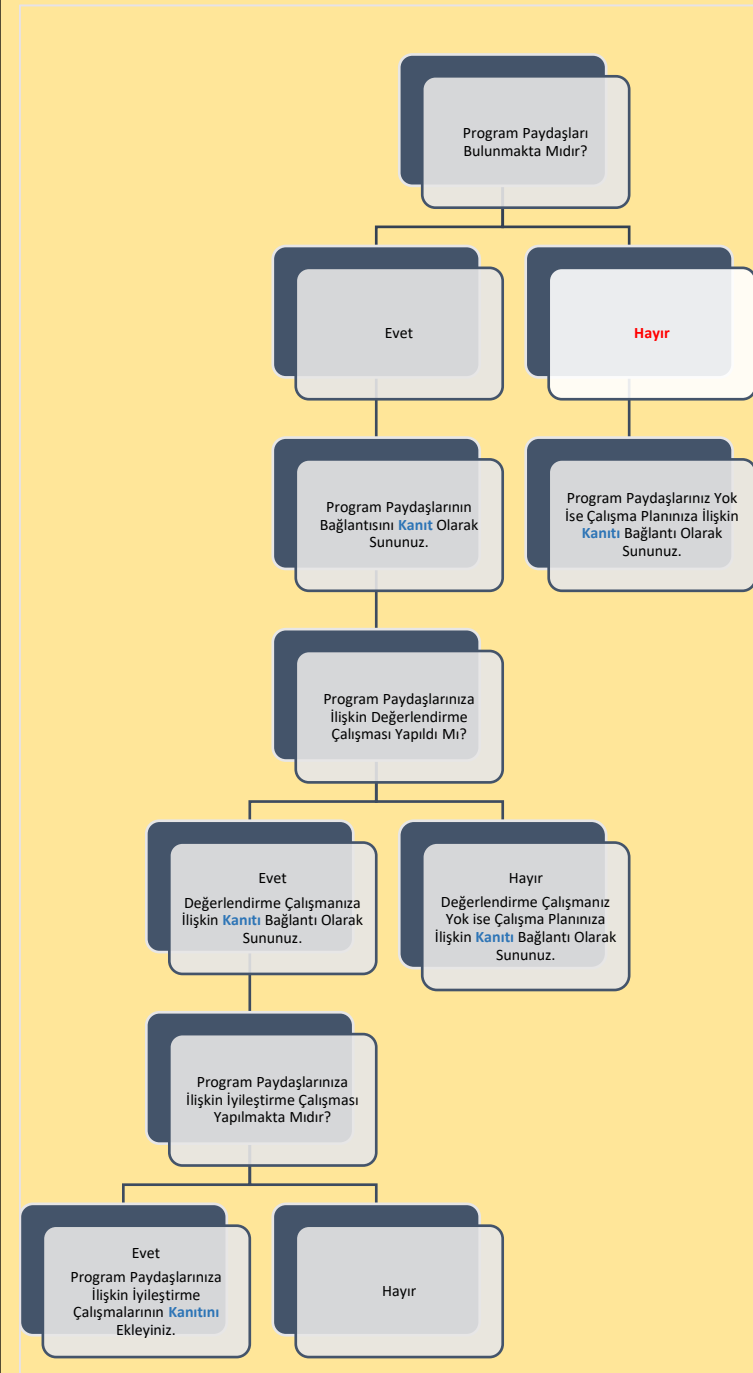 Program Paydaşları
Bulunmakta Mıdır?
Evet
Hayır
Program Paydaşlarının
Bağlantısını Kanıt Olarak
Sununuz.
Program Paydaşlarınız Yok
İse Çalışma Planınıza İlişkin
Kanıtı Bağlantı Olarak
Sununuz.
Program Paydaşlarınıza
İlişkin Değerlendirme
Çalışması Yapıldı Mı?
Evet
Değerlendirme Çalışmanıza
İlişkin Kanıtı Bağlantı Olarak
Sununuz.
Hayır
Değerlendirme Çalışmanız
Yok ise Çalışma Planınıza
İlişkin Kanıtı Bağlantı Olarak
Sununuz.
Program Paydaşlarınıza
İlişkin İyileştirme Çalışması
Yapılmakta Mıdır?
Evet
Program Paydaşlarınıza
İlişkin İyileştirme
Çalışmalarının Kanıtını
Ekleyiniz.
Hayır